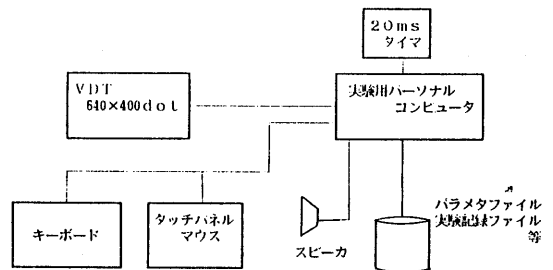 20ms
タイマ
VDT
640×400dot
実験用パーソナル
コンピュータ
キーボード
タッチパネル
マウス
スピーカ
パラメタファイル
実験記録ファイル
等